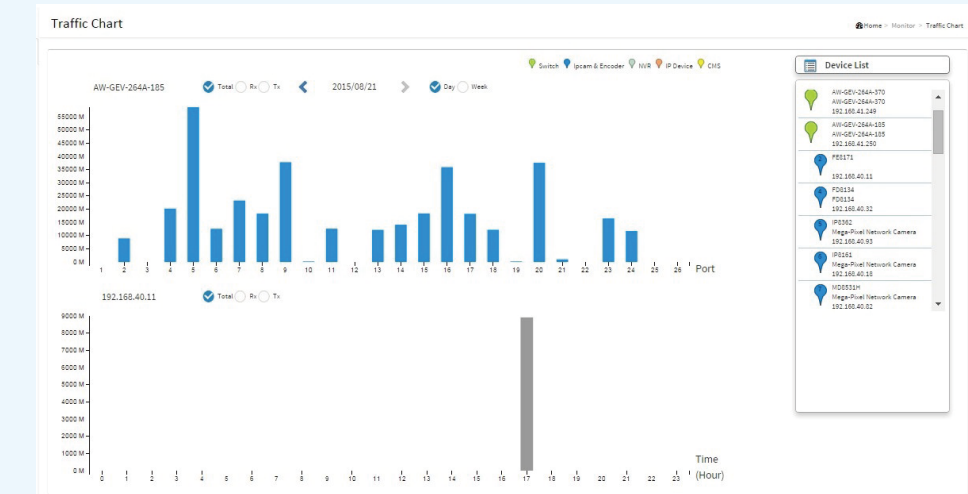 Traffic Chart
Home > Monitor > Traffic Chart
Switch Ipcam & Encoder NVR IP Device CMS
AW-GEV-264A-185 Total Rx Tx 2015/08/21 Day Week
55000 M
50000 M
45000 M
40000 M
35000 M
30000 M
25000 M
20000 M
15000 M
10000 M
5000 M
0 M
1 2 3 4 5 6 7 8 9 10 11 12 13 14 15 16 17 18 19 20 21 22 23 24 25 26 Port
192.168.40.11 Total Rx Tx
9000 M
8000 M
7000 M
6000 M
5000 M
4000 M
3000 M
2000 M
1000 M
0 M
0 1 2 3 4 5 6 7 8 9 10 11 12 13 14 15 16 17 18 19 20 21 22 23
Time
(Hour)
Device List
AW-GEV-264A-370
AW-GEV-264A-370
192.168.41.249
AW-GEV-264A-185
AW-GEV-264A-185
192.168.41.250
FE8171
192.168.40.11
FD8134
FD8134
192.168.40.32
IP8362
Mega-Pixel Network Camera
192.168.40.93
IP8161
Mega-Pixel Network Camera
192.168.40.18
MD8531H
Mega-Pixel Network Camera
192.168.40.82